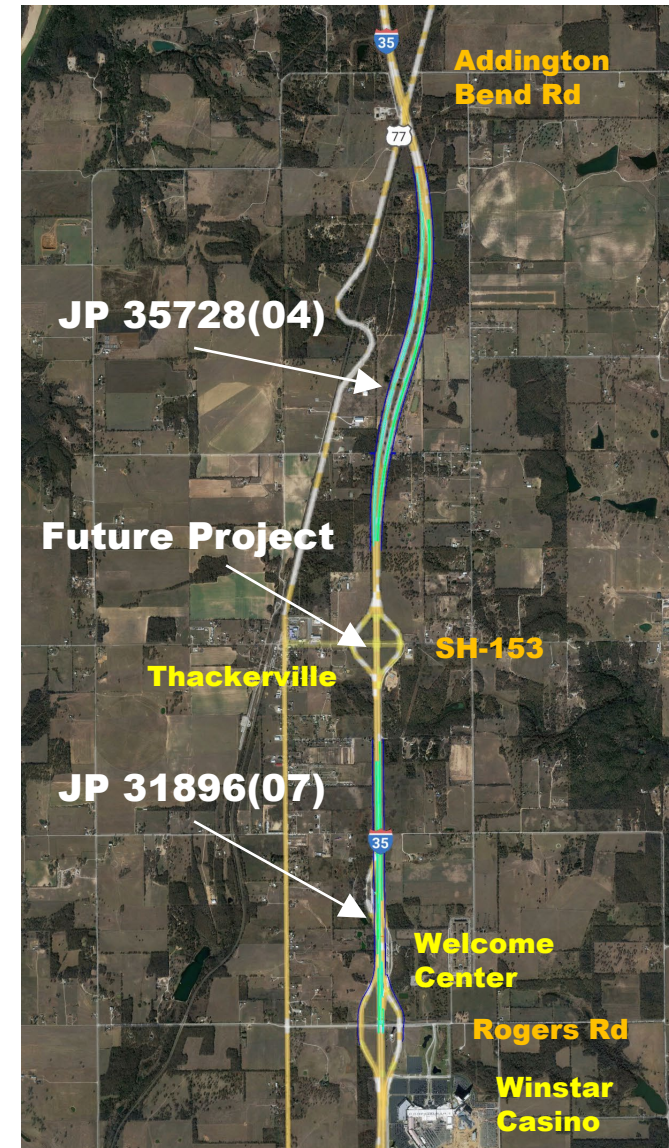 35
Addington
Bend Rd
77
JP 35728(04)
Future Project
SH-153
Thackerville
JP 31896(07)
35
Welcome
Center
Rogers Rd
Winstar
Casino